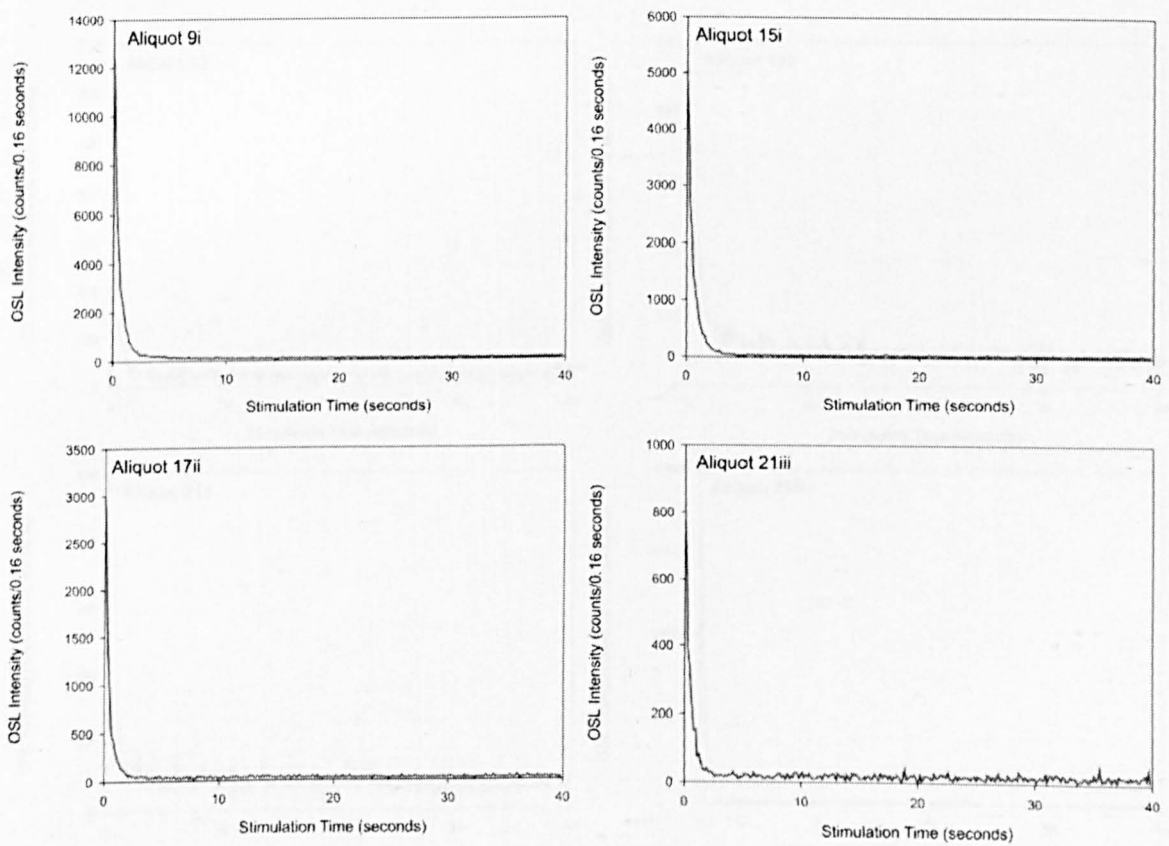 Aliquot 9i
OSL Intensity (counts/0.16 seconds)
14000
12000
10000
8000
6000
4000
2000
0
0 10 20 30 40
Stimulation Time (seconds)
Aliquot 15i
OSL Intensity (counts/0.16 seconds)
6000
5000
4000
3000
2000
1000
0
0 10 20 30 40
Stimulation Time (seconds)
Aliquot 17ii
OSL Intensity (counts/0.16 seconds)
3500
3000
2500
2000
1500
1000
500
0
0 10 20 30 40
Stimulation Time (seconds)
Aliquot 21iii
OSL Intensity (counts/0.16 seconds)
1000
800
600
400
200
0
0 10 20 30 40
Stimulation Time (seconds)